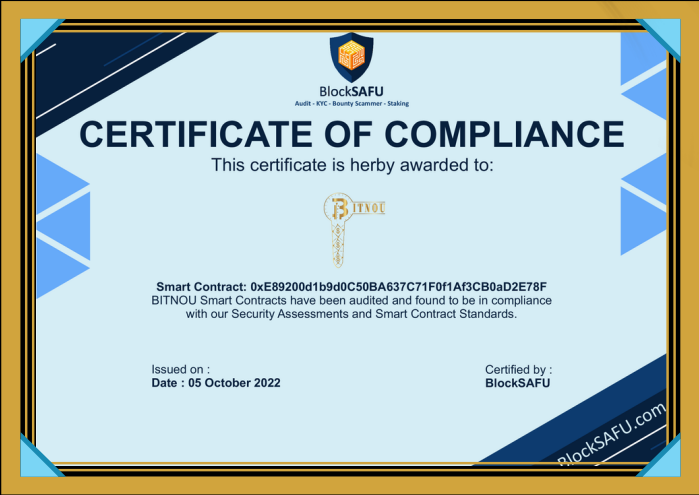 BlockSAFU
Audit - KYC - Bounty Scammer - Staking
CERTIFICATE OF COMPLIANCE
This certificate is herby awarded to:
BITNOU
Smart Contract: 0xE89200d1b9d0C50BA637C71F0f1Af3CB0aD2E78F
BITNOU Smart Contracts have been audited and found to be in compliance
with our Security Assessments and Smart Contract Standards.
Issued on :
Date : 05 October 2022
Certified by :
BlockSAFU
BlockSAFU.com